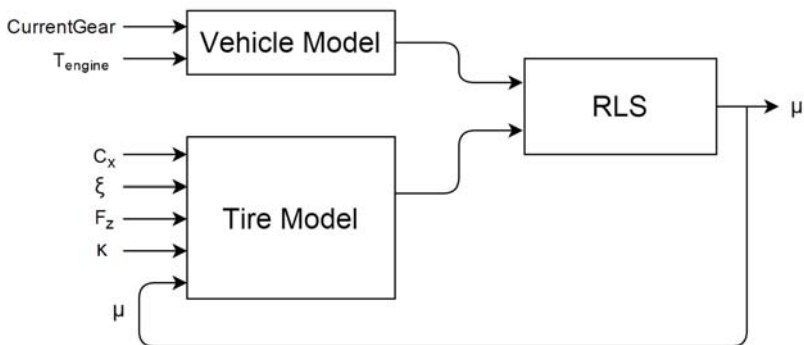 CurrentGear
T_engine
Vehicle Model
RLS
μ
C_x
ξ
F_z
κ
μ
Tire Model